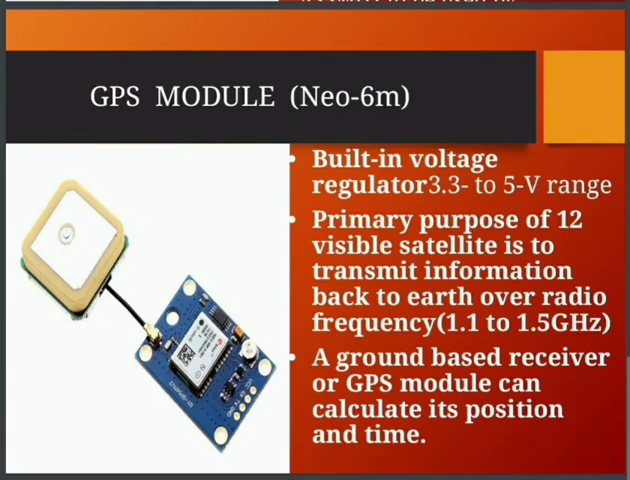 GPS MODULE (Neo-6m)
• Built-in voltage
regulator3.3- to 5-V range
• Primary purpose of 12
visible satellite is to
transmit information
back to earth over radio
frequency(1.1 to 1.5GHz)
• A ground based receiver
or GPS module can
calculate its position
and time.